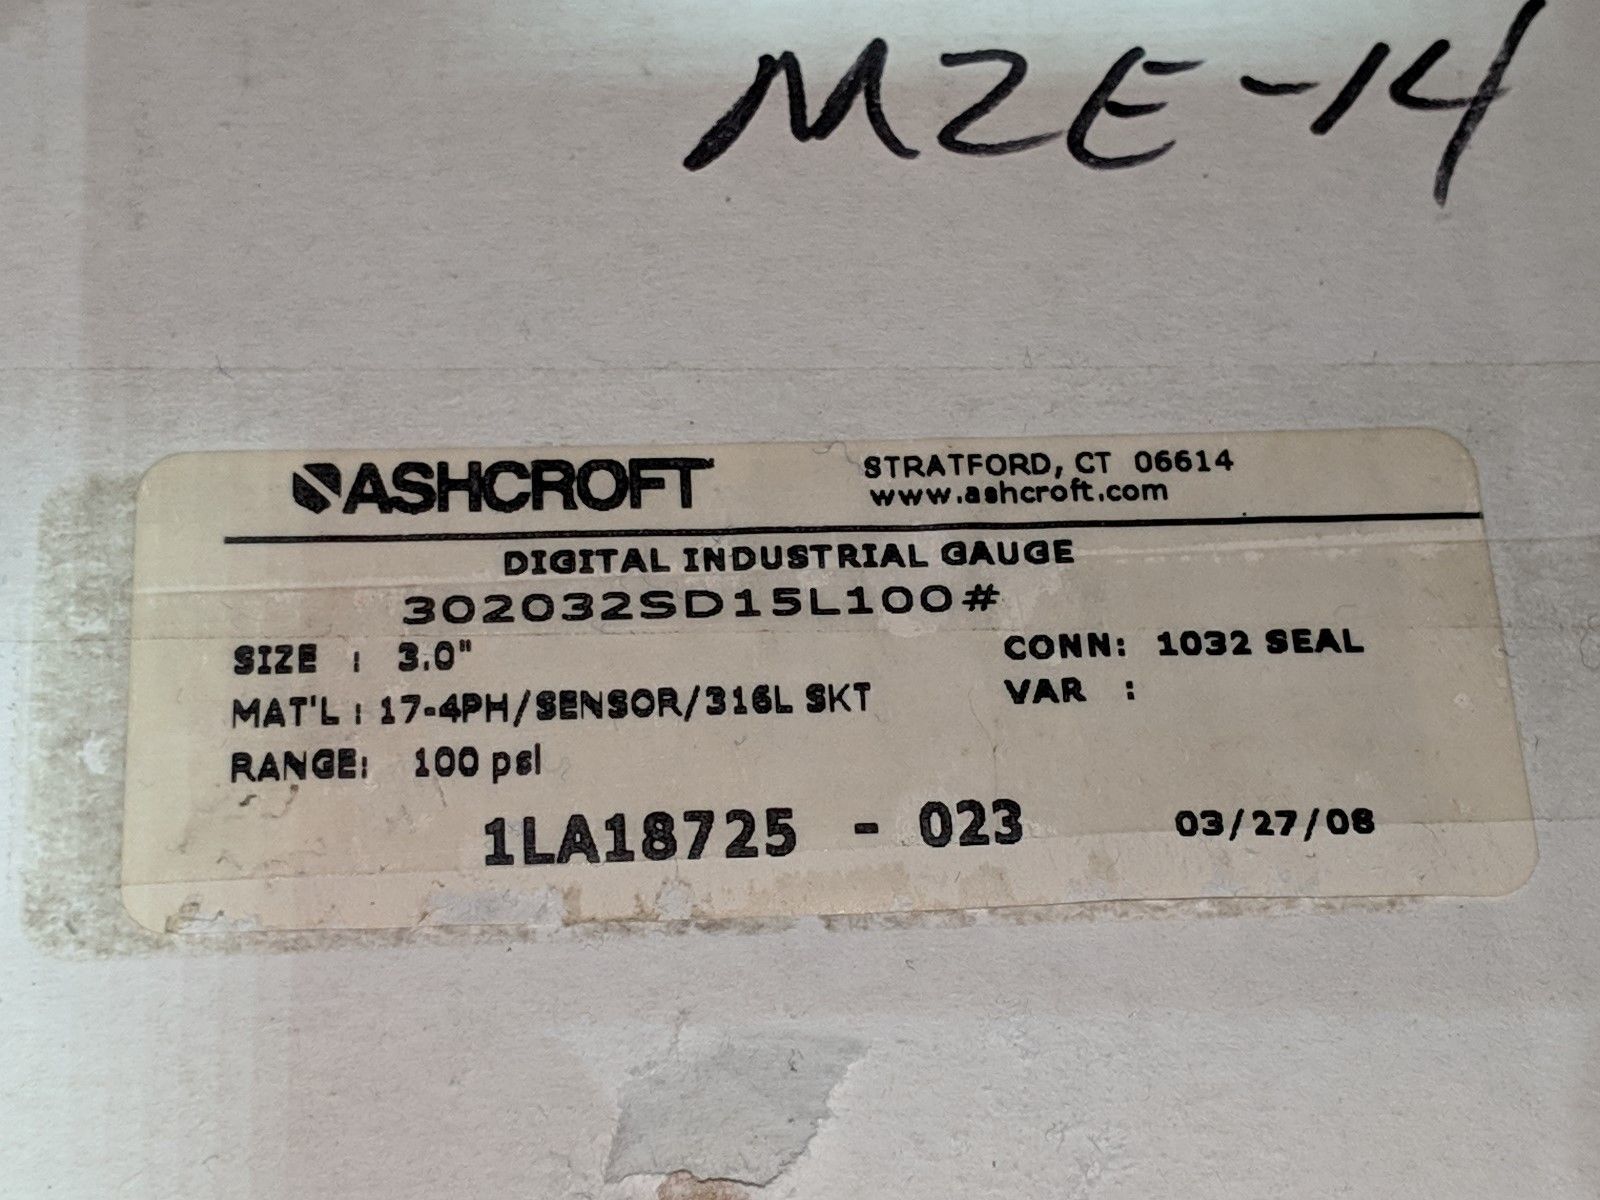 MZE-14
ASHCROFT
STRATFORD, CT 06614
www.ashcroft.com
DIGITAL INDUSTRIAL GAUGE
302032SD15L100#
SIZE : 3.0"
CONN: 1032 SEAL
MAT'L : 17-4PH/SENSOR/316L SKT
VAR :
RANGE: 100 psi
1LA18725 - 023
03/27/08